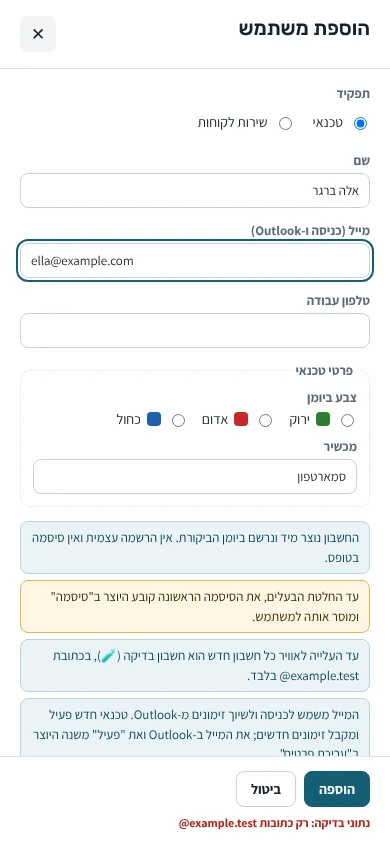 הוספת משתמש
×
תפקיד
טכנאי
שירות לקוחות
שם
אלה ברגר
מייל (כניסה ו-Outlook)
ella@example.com
טלפון עבודה
פרטי טכנאי
צבע ביומן
ירוק
אדום
כחול
מכשיר
סמארטפון
החשבון נוצר מיד ונרשם ביומן הביקורת. אין הרשמה עצמית ואין סיסמה
בטופס.
עד החלטת הבעלים, את הסיסמה הראשונה קובע היוצר ב"סיסמה"
ומוסר אותה למשתמש.
עד העלייה לאוויר כל חשבון חדש הוא חשבון בדיקה (🧪), בכתובת
@example.test בלבד.
המייל משמש לכניסה ולשיוך זימונים מ-Outlook. טכנאי חדש פעיל
ומקבל זימונים חדשים; את המייל ב-Outlook ואת "פעיל" משנה היוצר
ב"עריכת פרטים"
הוספה
ביטול
נתוני בדיקה: רק כתובות @example.test